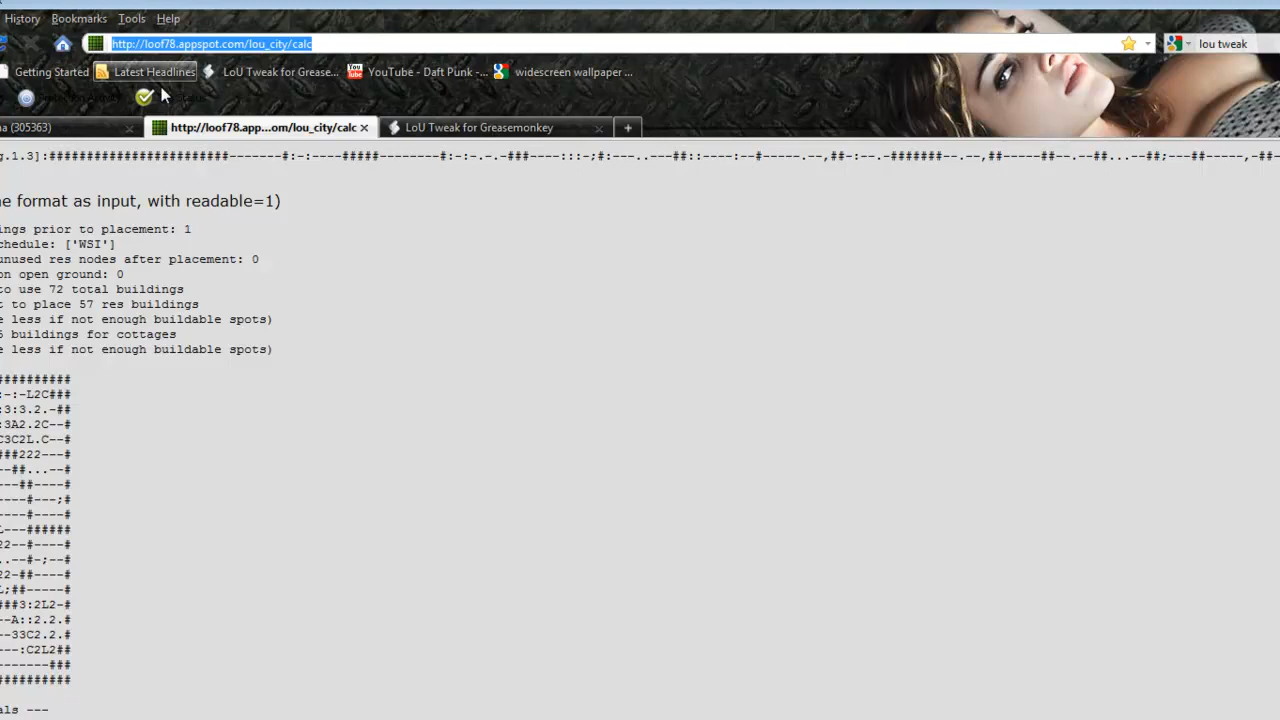 History Bookmarks Tools Help
http://loof78.appspot.com/lou_city/calc
lou tweak
Getting Started Latest Headlines LoU Tweak for Grease... YouTube - Daft Punk -... widescreen wallpaper ...
a (305363) http://loof78.app...om/lou_city/calc LoU Tweak for Greasemonkey +
g.1.3]:########################-------#:-:----#####--------#:-:-.-.-###----:::-;#:---..---##::----:--#-----.--,##-:--.-#######--.--,##-----##--.--##...--##;---##-----,-##--
e format as input, with readable=1)
ings prior to placement: 1
chedule: ['WSI']
unused res nodes after placement: 0
on open ground: 0
to use 72 total buildings
t to place 57 res buildings
e less if not enough buildable spots)
buildings for cottages
e less if not enough buildable spots)
##########
:-:-L2C###
:3:3.2.-##
:3A2.2C--#
C3C2L.C--#
###222---#
--##...--#
---##----#
----#---;#
----#----#
L---######
22--#----#
..--#-;--#
22-##----#
L;##-----#
###3:2L2-#
--A::2.2.#
--33C2.2.#
---:C2L2##
-------###
##########
als ---